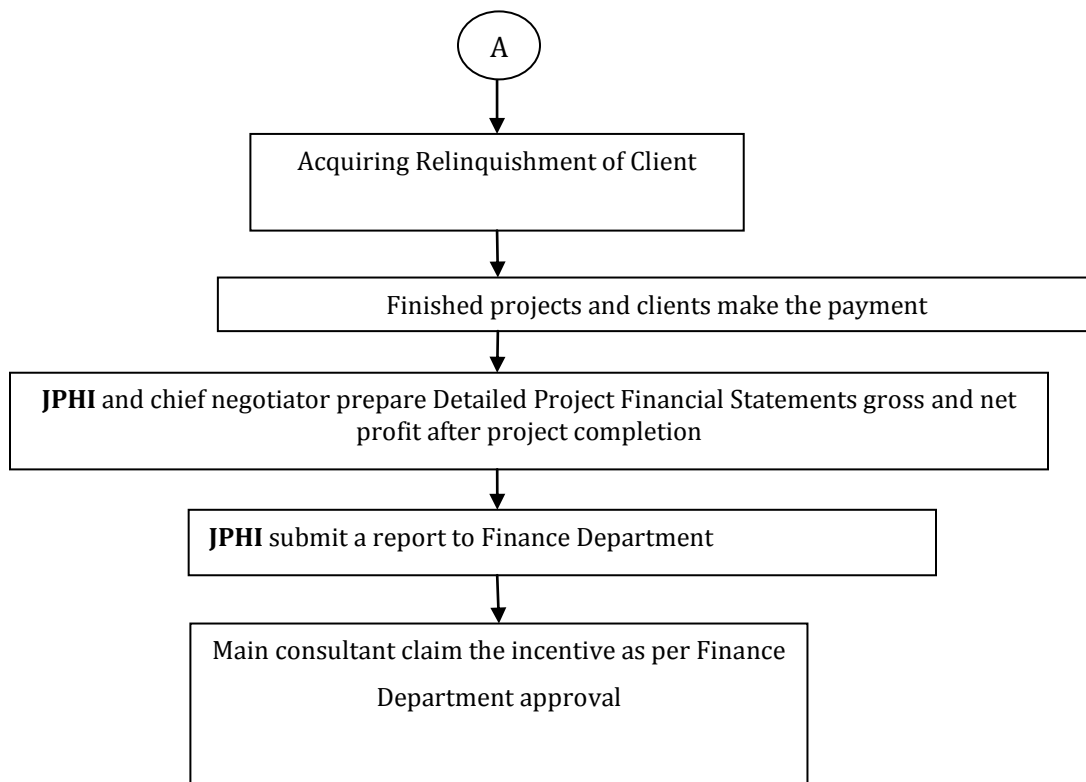 A
Acquiring Relinquishment of Client
Finished projects and clients make the payment
JPHI and chief negotiator prepare Detailed Project Financial Statements gross and net
profit after project completion
JPHI submit a report to Finance Department
Main consultant claim the incentive as per Finance
Department approval